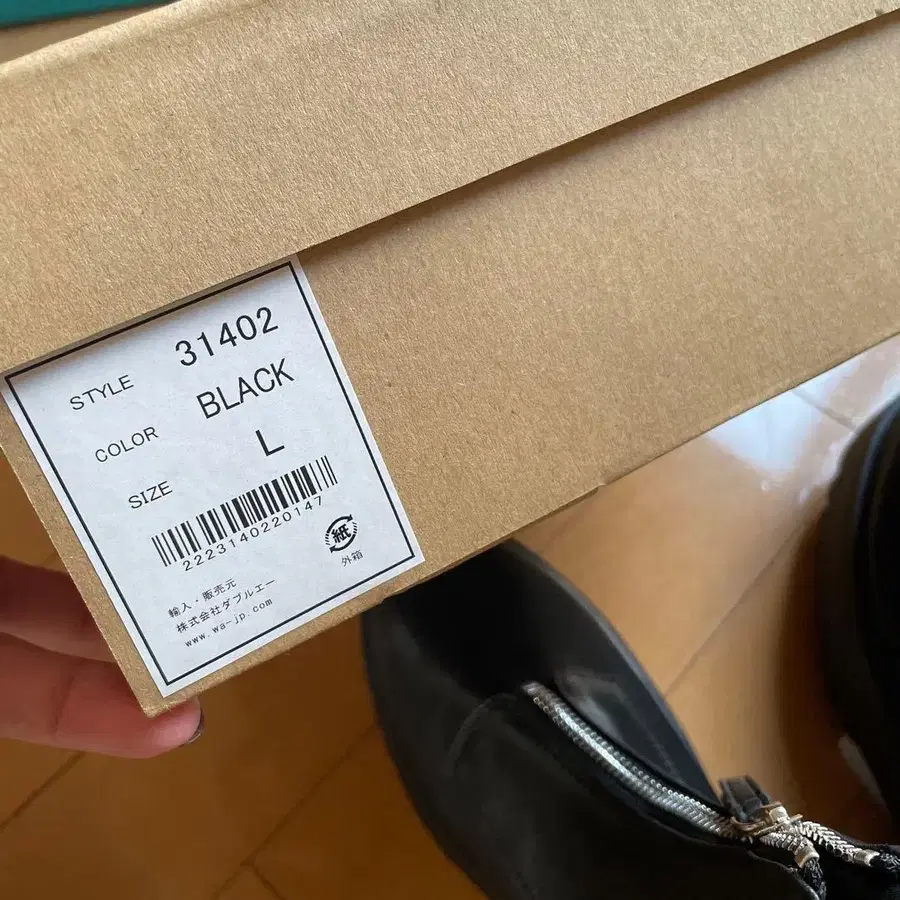 STYLE 31402
COLOR BLACK
SIZE L
2223140220147
紙
外箱
輸入・販売元
株式会社ダブルエー
www.wa-jp.com